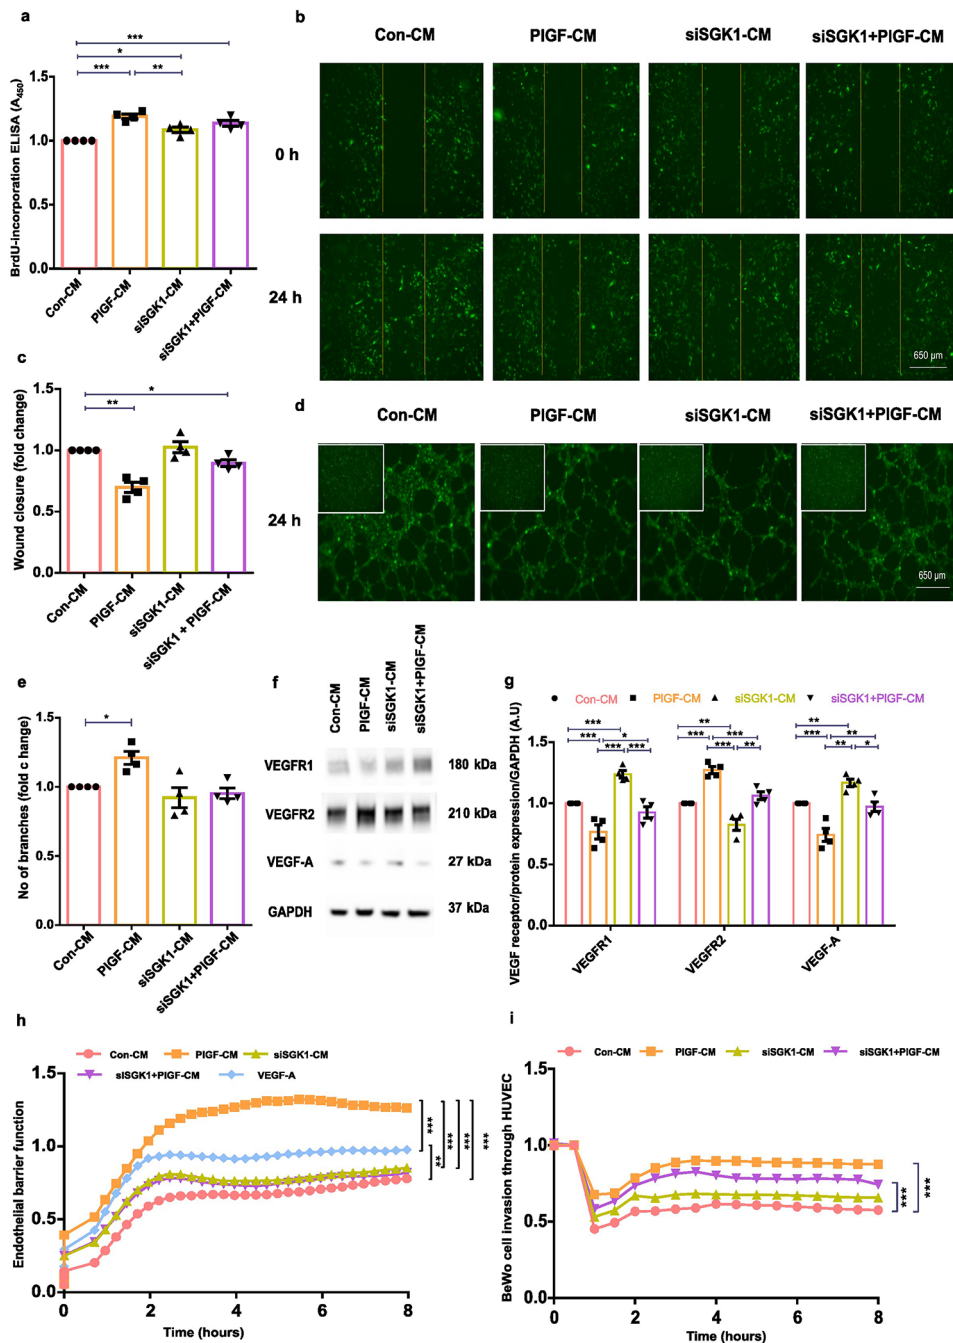 a
***
*
*** **
BrdU-incorporation ELISA (A450)
1.5
1.0
0.5
0.0
Con-CM
PlGF-CM
siSGK1-CM
siSGK1+PlGF-CM
b
Con-CM PlGF-CM siSGK1-CM siSGK1+PlGF-CM
0 h
24 h
650 µm
c
*
**
Wound closure (fold change)
1.5
1.0
0.5
0.0
Con-CM
PlGF-CM
siSGK1-CM
siSGK1 + PlGF-CM
d
Con-CM PlGF-CM siSGK1-CM siSGK1+PlGF-CM
24 h
650 µm
e
*
No of branches (fold c hange)
1.5
1.0
0.5
0.0
Con-CM
PlGF-CM
siSGK1-CM
siSGK1+PlGF-CM
f
Con-CM
PlGF-CM
siSGK1-CM
siSGK1+PlGF-CM
VEGFR1 180 kDa
VEGFR2 210 kDa
VEGF-A 27 kDa
GAPDH 37 kDa
g
Con-CM PlGF-CM siSGK1-CM siSGK1+PlGF-CM
VEGF receptor/protein expression/GAPDH (A.U)
1.5
1.0
0.5
0.0
*** ** **
*** * *** *** *** **
*** *** *** ** ** *
VEGFR1
VEGFR2
VEGF-A
h
Con-CM PlGF-CM siSGK1-CM
siSGK1+PlGF-CM VEGF-A
Endothelial barrier function
1.5
1.0
0.5
0.0
*** *** *** ***
**
0 2 4 6 8
Time (hours)
i
Con-CM PlGF-CM siSGK1-CM siSGK1+PlGF-CM
BeWo cell invasion through HUVEC
1.5
1.0
0.5
0.0
*** ***
0 2 4 6 8
Time (hours)